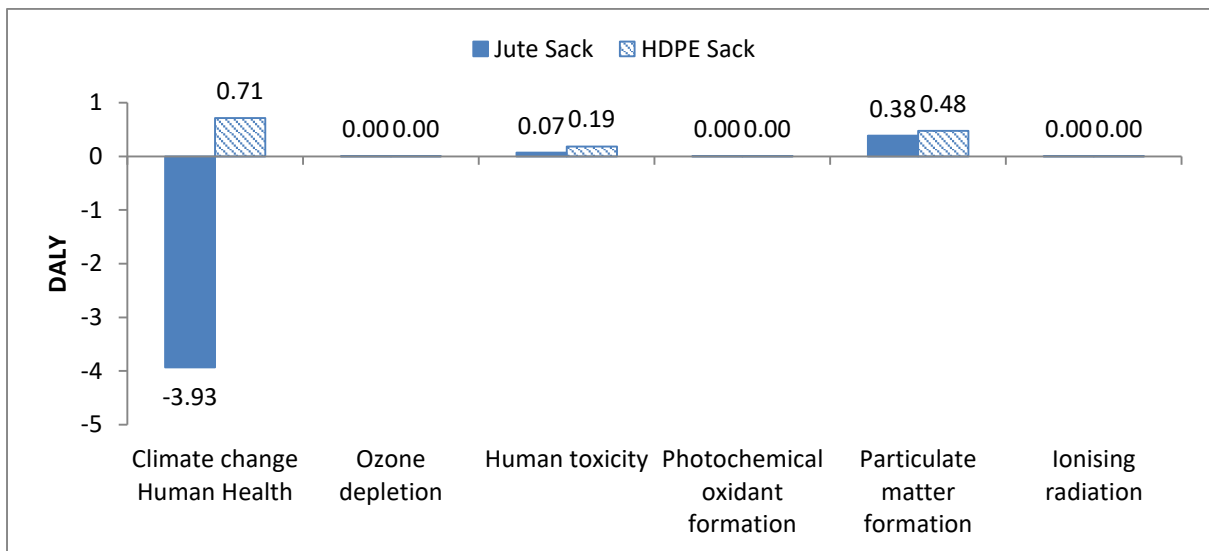 Jute Sack HDPE Sack
0.71
0.00 0.00
0.07 0.19
0.00 0.00
0.38 0.48
0.00 0.00
-3.93
1
0
-1
-2
-3
-4
-5
DALY
Climate change
Human Health
Ozone
depletion
Human toxicity
Photochemical
oxidant
formation
Particulate
matter
formation
Ionising
radiation